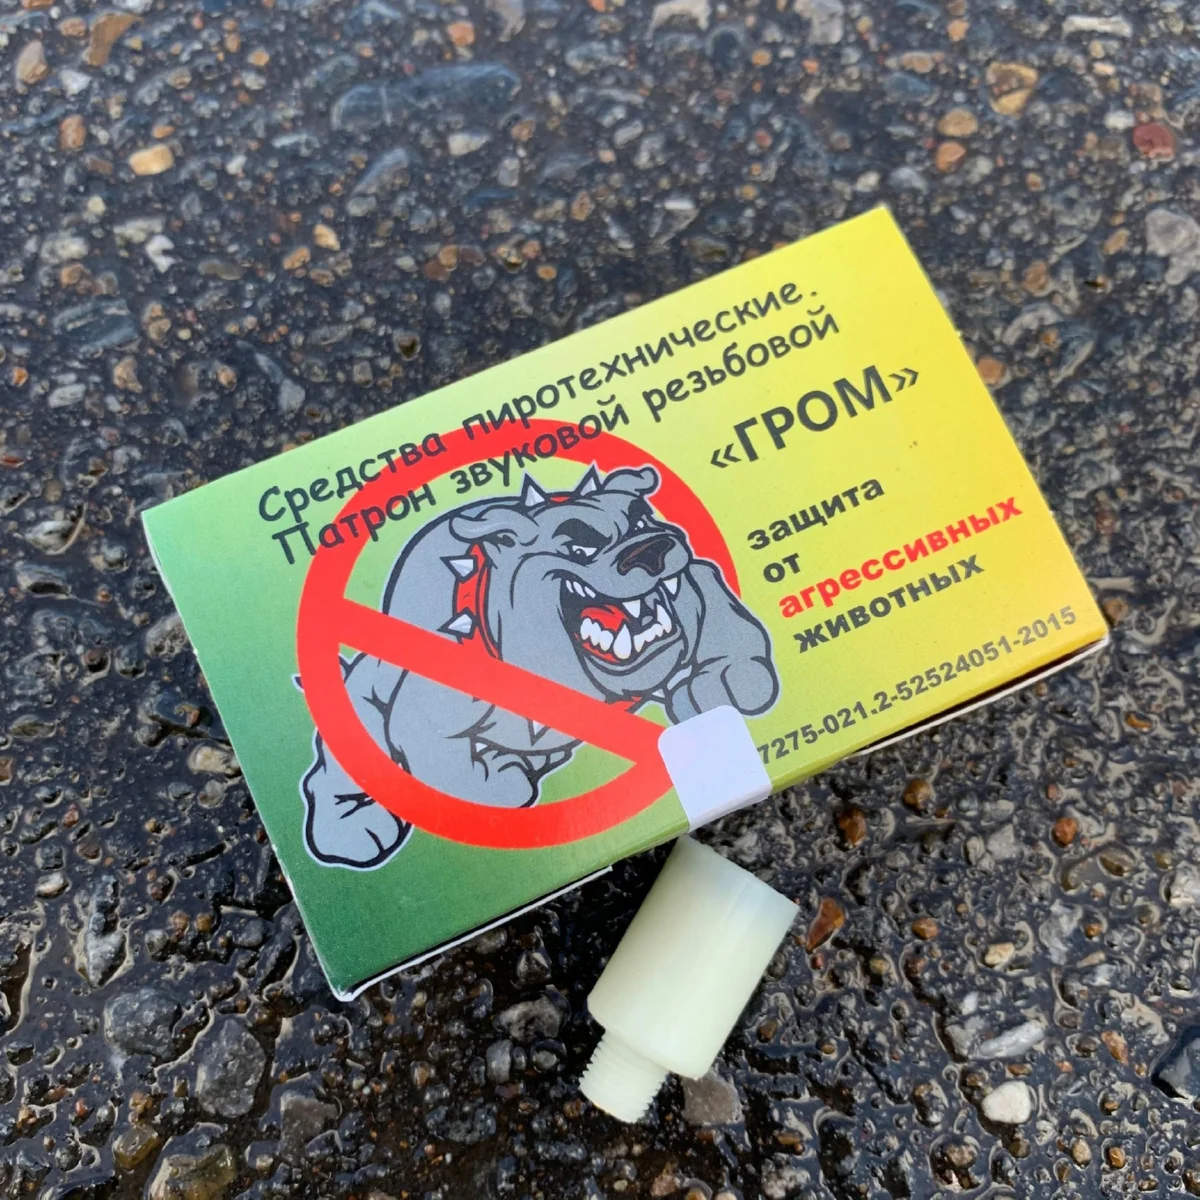 Средства пиротехнические.
Патрон звуковой резьбовой
«ГРОМ»
защита
от
агрессивных
животных
7275-021.2-52524051-2015